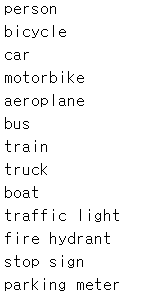 person
bicycle
car
motorbike
aeroplane
bus
train
truck
boat
traffic light
fire hydrant
stop sign
parking meter